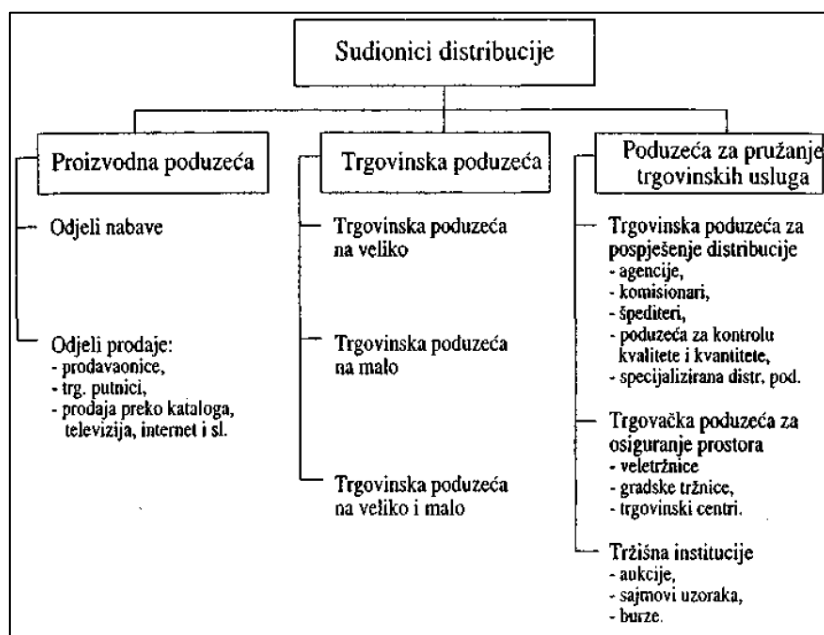 Sudionici distribucije
Proizvodna poduzeća
Odjeli nabave
Odjeli prodaje:
- prodavaonice,
- trg. putnici,
- prodaja preko kataloga,
televizija, internet i sl.
Trgovinska poduzeća
Trgovinska poduzeća
na veliko
Trgovinska poduzeća
na malo
Trgovinska poduzeća
na veliko i malo
Poduzeća za pružanje
trgovinskih usluga
Trgovinska poduzeća za
pospješenje distribucije
- agencije,
- komisionari,
- špediteri,
- poduzeća za kontrolu
kvalitete i kvantitete,
- specijalizirana distr. pod.
Trgovačka poduzeća za
osiguranje prostora
- veletržnice
- gradske tržnice,
- trgovinski centri.
Tržišna institucije
- aukcije,
- sajmovi uzoraka,
- burze.